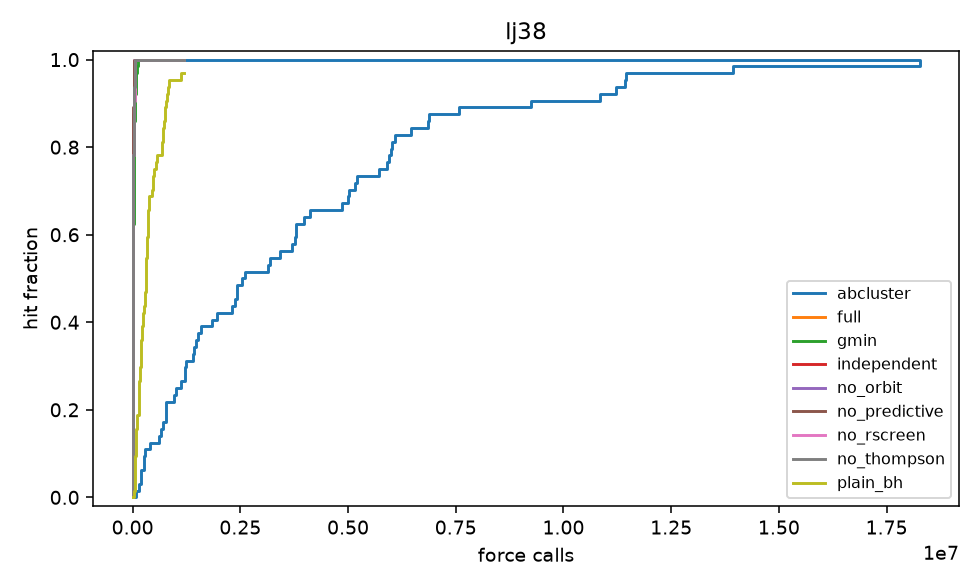 lj38
1.0
0.8
0.6
0.4
0.2
0.0
hit fraction
abcluster
full
gmin
independent
no_orbit
no_predictive
no_rscreen
no_thompson
plain_bh
0.00 0.25 0.50 0.75 1.00 1.25 1.50 1.75
1e7
force calls